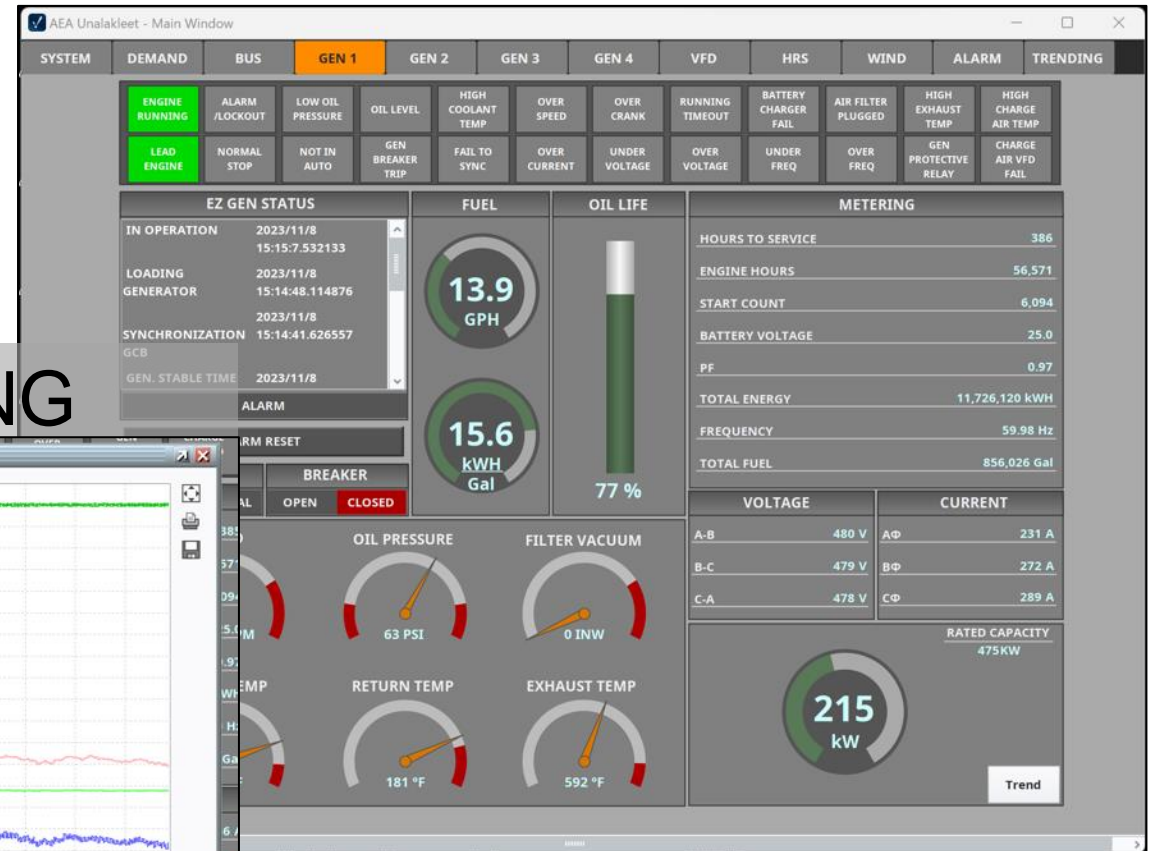 AEA Unalakleet - Main Window
SYSTEM DEMAND BUS GEN 1 GEN 2 GEN 3 GEN 4 VFD HRS WIND ALARM TRENDING
ENGINE RUNNING
ALARM /LOCKOUT
LOW OIL PRESSURE
OIL LEVEL
HIGH COOLANT TEMP
OVER SPEED
OVER CRANK
RUNNING TIMEOUT
BATTERY CHARGER FAIL
AIR FILTER PLUGGED
HIGH EXHAUST TEMP
HIGH CHARGE AIR TEMP
LEAD ENGINE
NORMAL STOP
NOT IN AUTO
GEN BREAKER TRIP
FAIL TO SYNC
OVER CURRENT
UNDER VOLTAGE
OVER VOLTAGE
UNDER FREQ
OVER FREQ
GEN PROTECTIVE RELAY
CHARGE AIR VFD FAIL
EZ GEN STATUS
IN OPERATION 2023/11/8
15:15:7.532133
LOADING 2023/11/8
GENERATOR 15:14:48.114876
2023/11/8
SYNCHRONIZATION 15:14:41.626557
GCB
GEN. STABLE TIME 2023/11/8
ALARM
RM RESET
NG
BREAKER
AL OPEN CLOSED
FUEL
13.9
GPH
15.6
kWH
Gal
OIL LIFE
77 %
METERING
HOURS TO SERVICE 386
ENGINE HOURS 56,571
START COUNT 6,094
BATTERY VOLTAGE 25.0
PF 0.97
TOTAL ENERGY 11,726,120 kWH
FREQUENCY 59.98 Hz
TOTAL FUEL 856,026 Gal
VOLTAGE
A-B 480 V
B-C 479 V
C-A 478 V
CURRENT
AΦ 231 A
BΦ 272 A
CΦ 289 A
OIL PRESSURE
63 PSI
FILTER VACUUM
0 INW
PM
EMP
RETURN TEMP
181 °F
EXHAUST TEMP
592 °F
RATED CAPACITY
475KW
215
kW
Trend